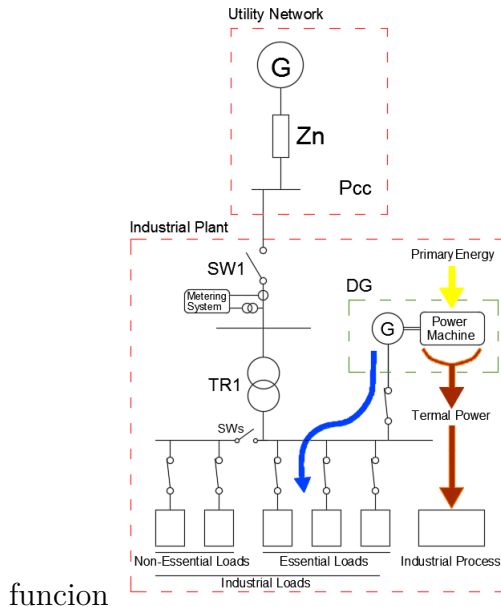 Utility Network
G
Zn
Pcc
Industrial Plant
SW1
Metering
System
TR1
SWs
Primary Energy
DG
G
Power
Machine
Termal Power
Non-Essential Loads
Essential Loads
Industrial Process
Industrial Loads
funcion